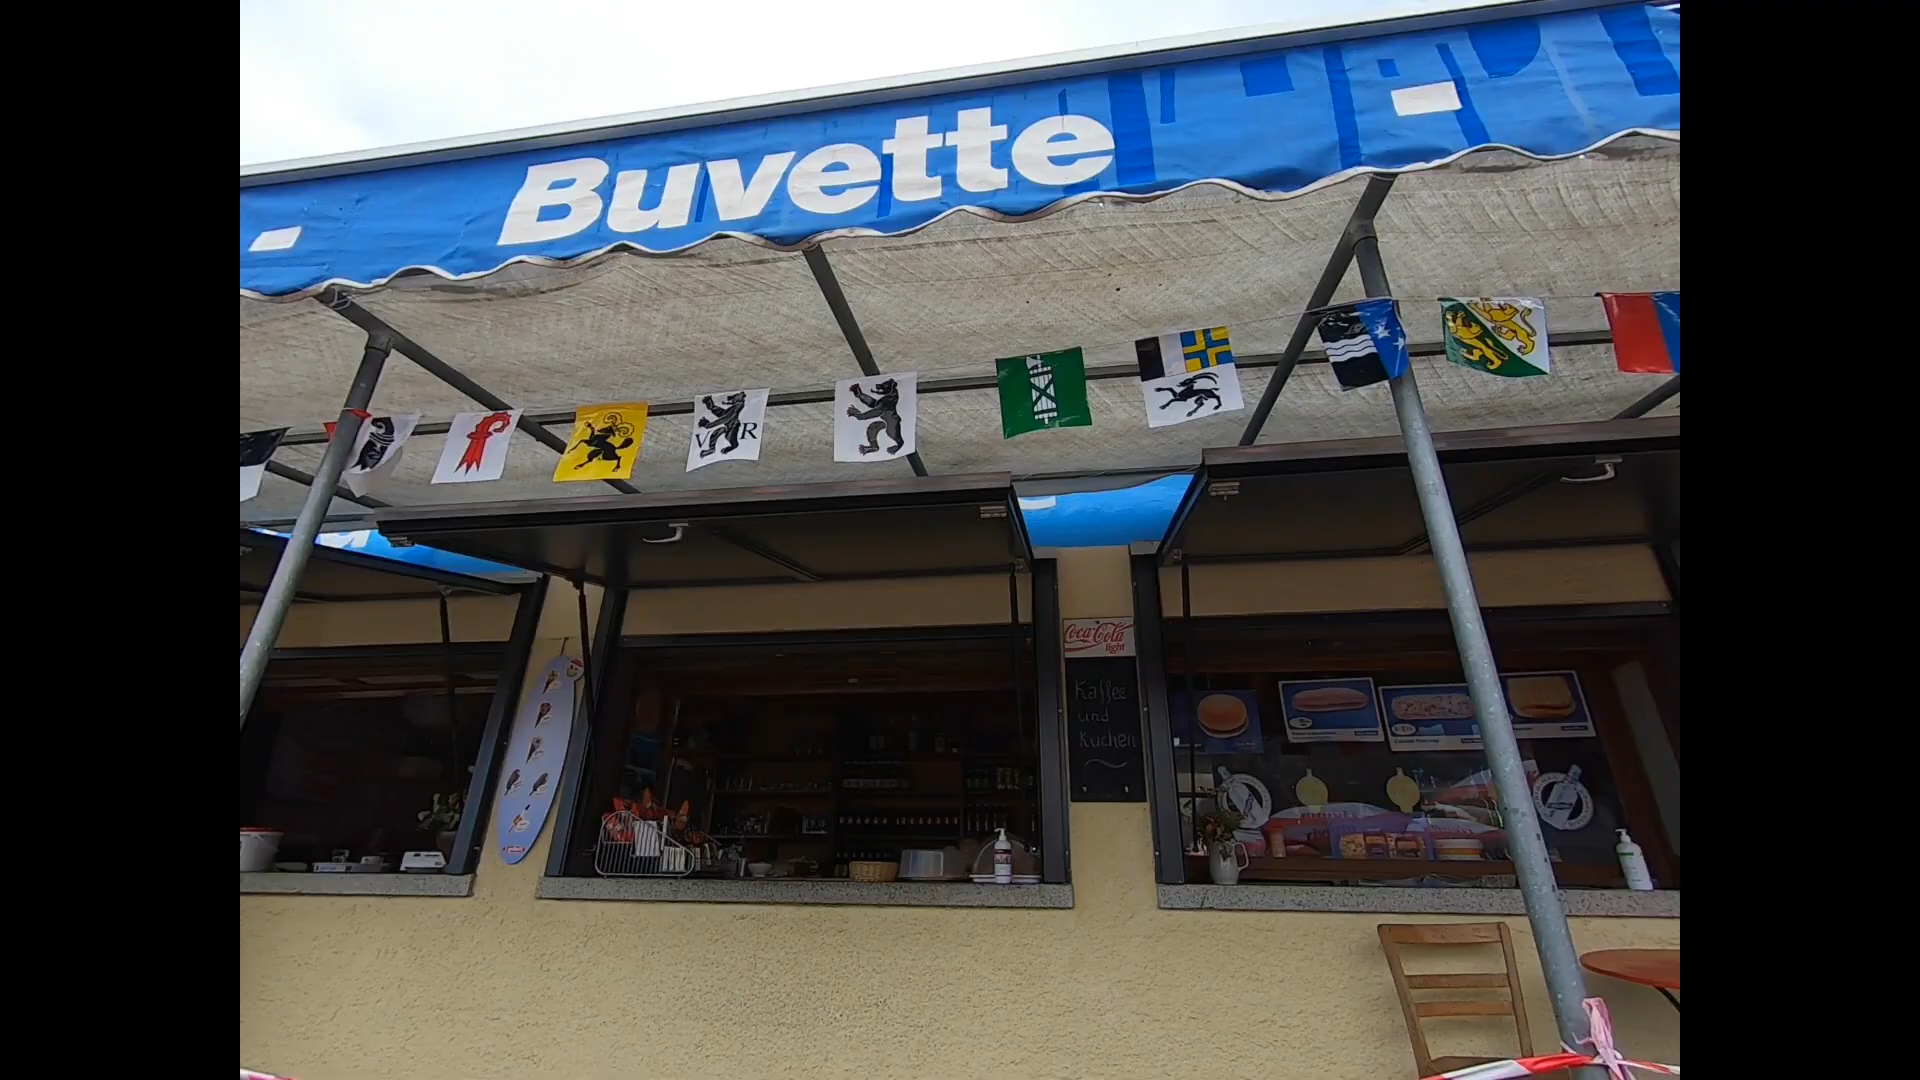 Buvette
V R
Coca-Cola
light
Kaffee
und
Kuchen